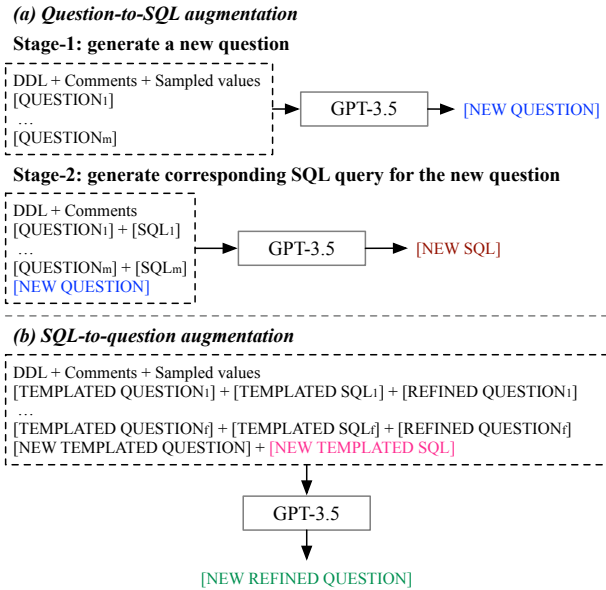 (a) Question-to-SQL augmentation
Stage-1: generate a new question
DDL + Comments + Sampled values
[QUESTION1]
…
[QUESTIONm]
GPT-3.5
[NEW QUESTION]
Stage-2: generate corresponding SQL query for the new question
DDL + Comments
[QUESTION1] + [SQL1]
…
[QUESTIONm] + [SQLm]
[NEW QUESTION]
GPT-3.5
[NEW SQL]
(b) SQL-to-question augmentation
DDL + Comments + Sampled values
[TEMPLATED QUESTION1] + [TEMPLATED SQL1] + [REFINED QUESTION1]
…
[TEMPLATED QUESTIONf] + [TEMPLATED SQLf] + [REFINED QUESTIONf]
[NEW TEMPLATED QUESTION] + [NEW TEMPLATED SQL]
GPT-3.5
[NEW REFINED QUESTION]